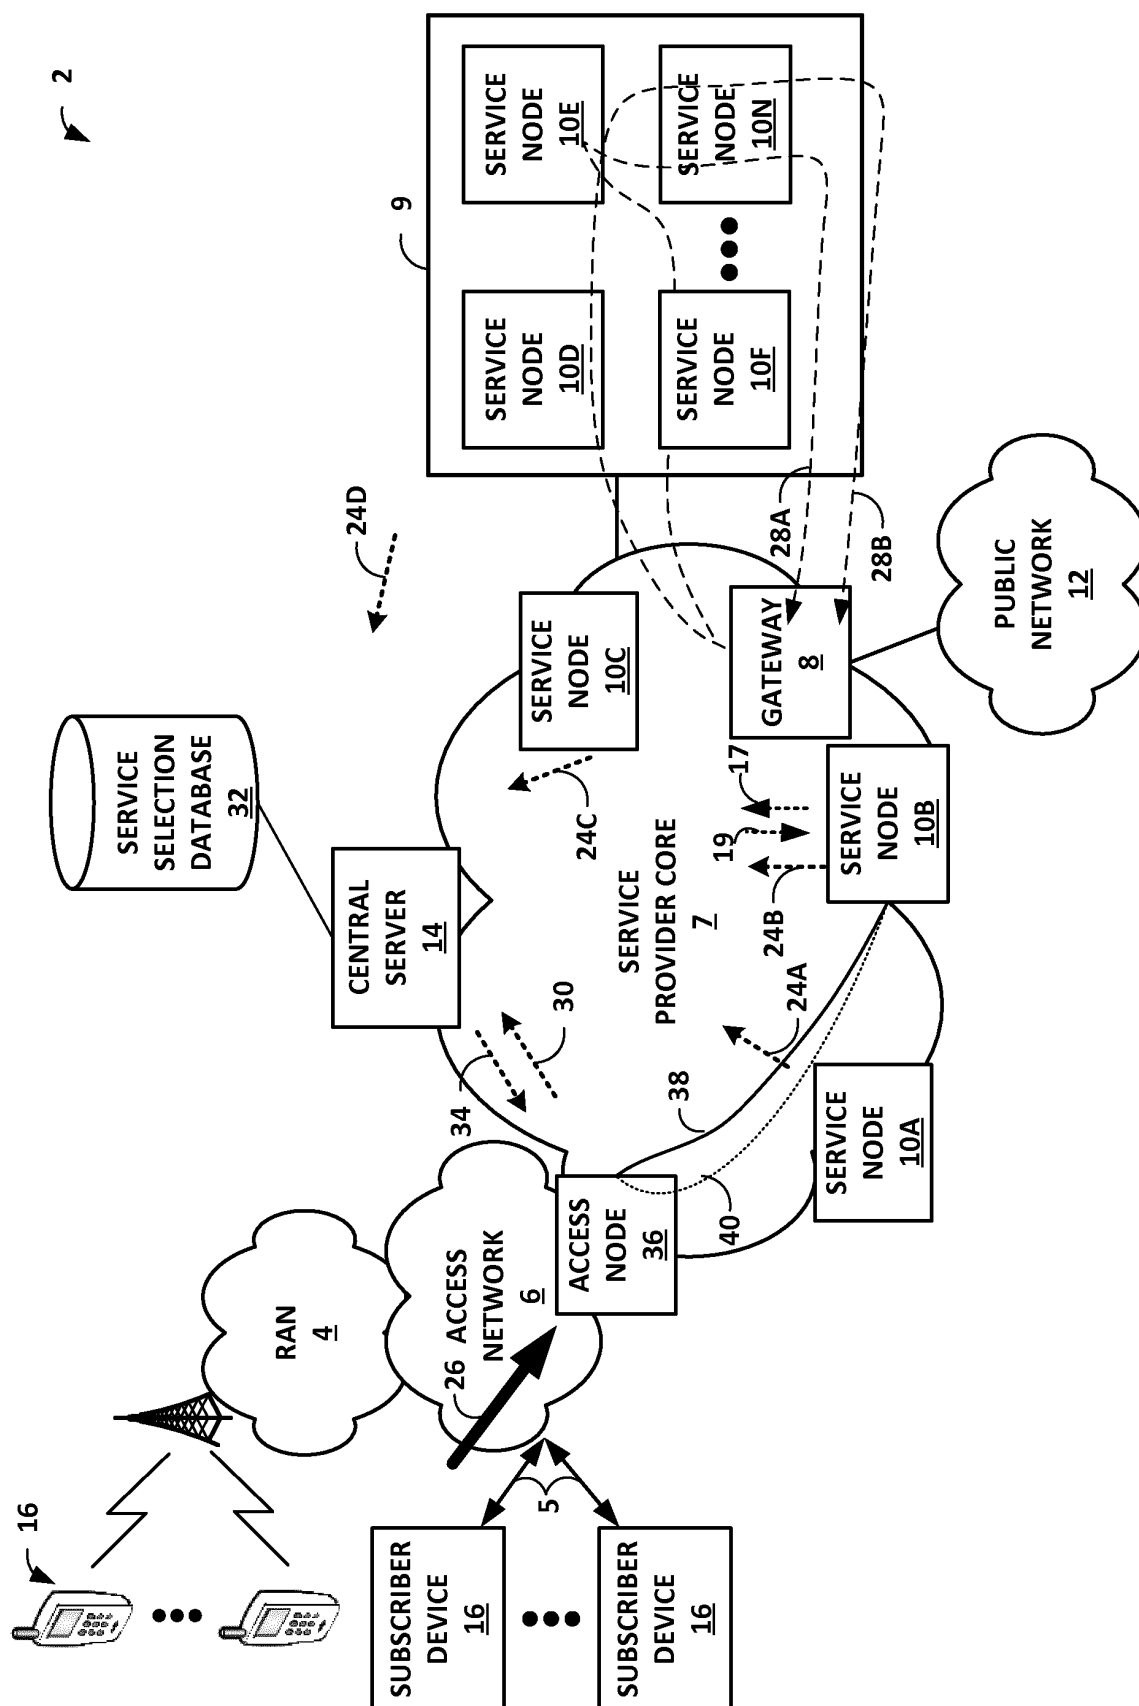 2
9
SERVICE
NODE
10D
SERVICE
NODE
10E
SERVICE
NODE
10F
SERVICE
NODE
10N
24D
SERVICE
SELECTION
DATABASE
32
CENTRAL
SERVER
14
SERVICE
NODE
10C
24C
34
30
SERVICE
PROVIDER CORE
7
GATEWAY
8
28A
28B
PUBLIC
NETWORK
12
17
19
24B
SERVICE
NODE
10B
24A
38
40
SERVICE
NODE
10A
ACCESS
NODE
36
ACCESS
NETWORK
6
26
RAN
4
16
5
SUBSCRIBER
DEVICE
16
SUBSCRIBER
DEVICE
16